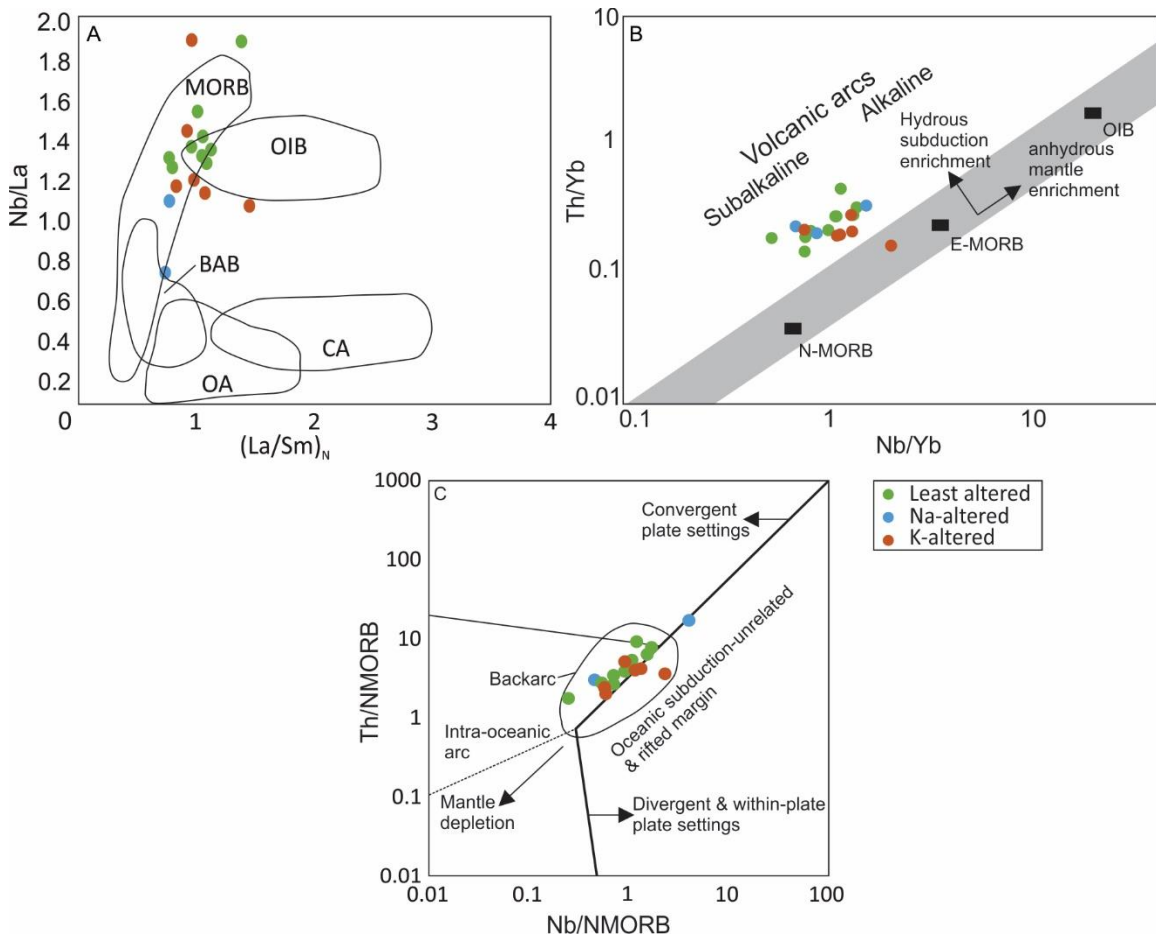 A
2.0
1.8
1.6
1.4
1.2
1.0
0.8
0.6
0.4
0.2
0
1
2
3
4
Nb/La
(La/Sm)N
MORB
OIB
BAB
CA
OA
B
10
1
0.1
0.01
0.1
1
10
Th/Yb
Nb/Yb
Volcanic arcs
Subalkaline
Alkaline
Hydrous
subduction
enrichment
anhydrous
mantle
enrichment
OIB
E-MORB
N-MORB
C
1000
100
10
1
0.1
0.01
0.01
0.1
1
10
100
Th/NMORB
Nb/NMORB
Convergent
plate settings
Backarc
Oceanic subduction-unrelated
& rifted margin
Intra-oceanic
arc
Mantle
depletion
Divergent & within-plate
plate settings
Least altered
Na-altered
K-altered